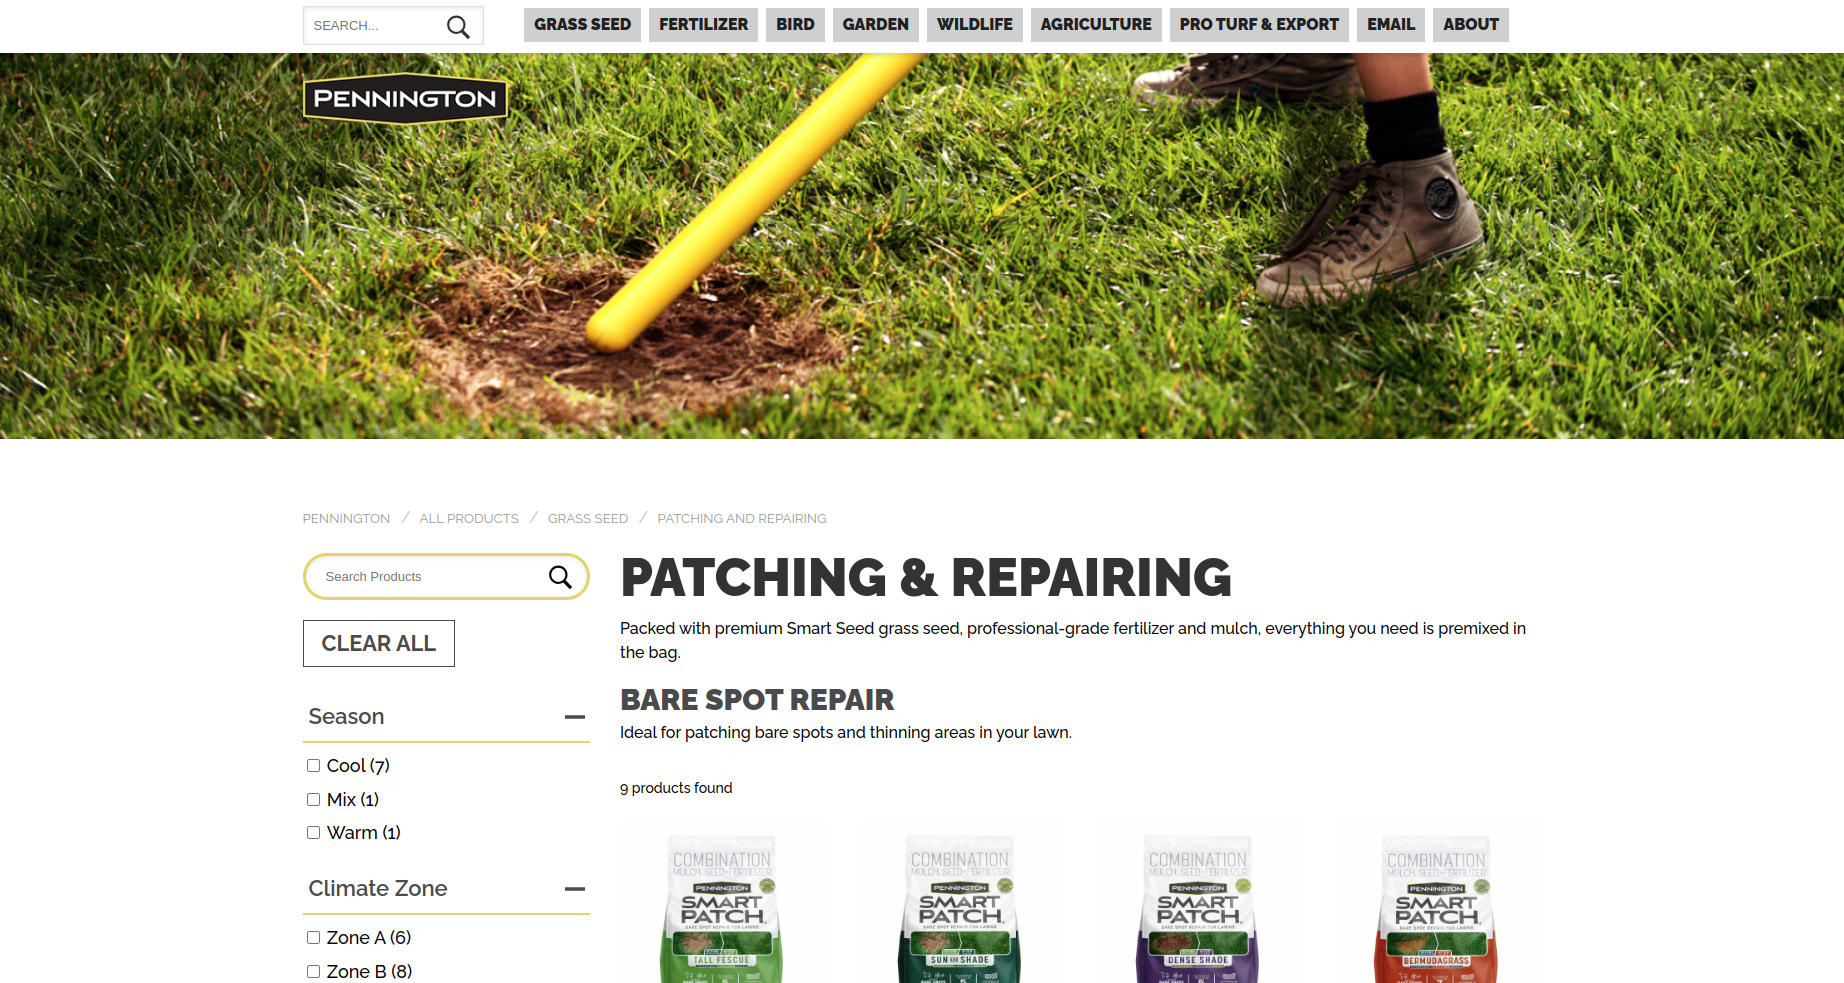 SEARCH...
GRASS SEED
FERTILIZER
BIRD
GARDEN
WILDLIFE
AGRICULTURE
PRO TURF & EXPORT
EMAIL
ABOUT
PENNINGTON
PENNINGTON / ALL PRODUCTS / GRASS SEED / PATCHING AND REPAIRING
Search Products
CLEAR ALL
Season
Cool (7)
Mix (1)
Warm (1)
Climate Zone
Zone A (6)
Zone B (8)
PATCHING & REPAIRING
Packed with premium Smart Seed grass seed, professional-grade fertilizer and mulch, everything you need is premixed in
the bag.
BARE SPOT REPAIR
Ideal for patching bare spots and thinning areas in your lawn.
9 products found
COMBINATION
MULCH, SEED+FERTILIZER
PENNINGTON
SMART
PATCH
BARE SPOT REPAIR FOR LAWNS
TALL FESCUE
COMBINATION
MULCH, SEED+FERTILIZER
PENNINGTON
SMART
PATCH
BARE SPOT REPAIR FOR LAWNS
SUN AND SHADE
COMBINATION
MULCH, SEED+FERTILIZER
PENNINGTON
SMART
PATCH
BARE SPOT REPAIR FOR LAWNS
DENSE SHADE
COMBINATION
MULCH, SEED+FERTILIZER
PENNINGTON
SMART
PATCH
BARE SPOT REPAIR FOR LAWNS
BERMUDAGRASS